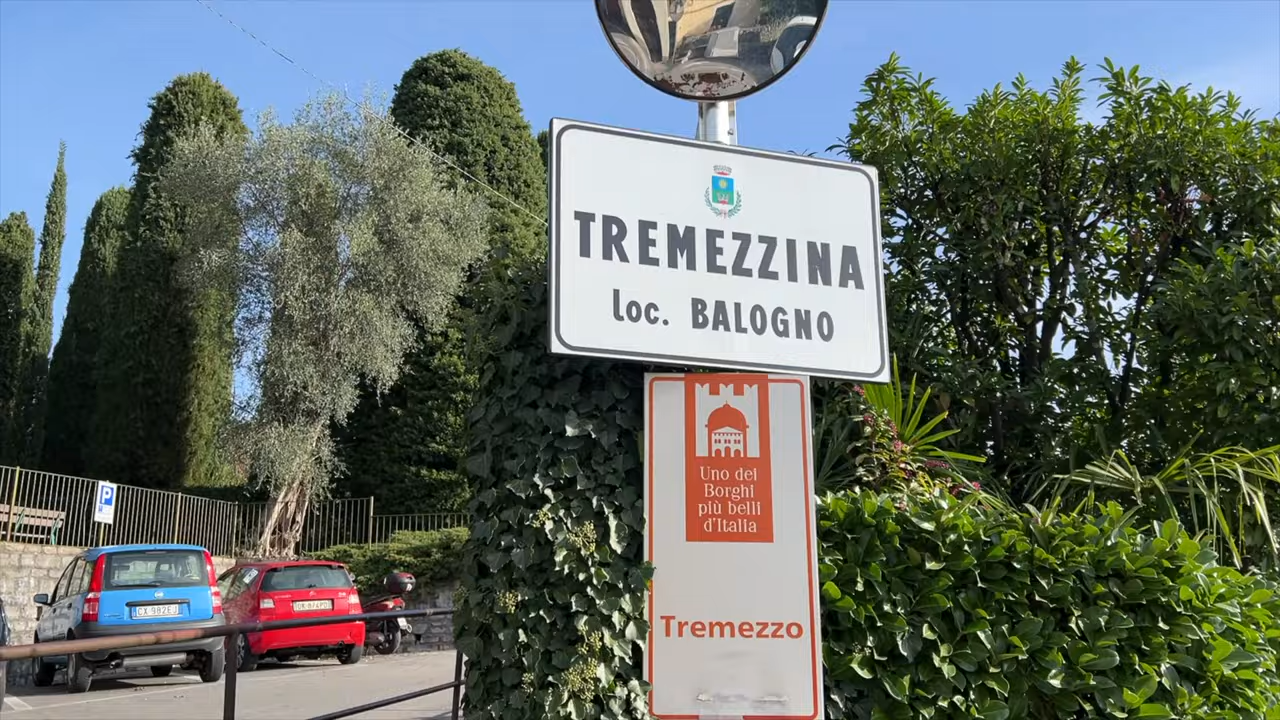 TREMEZZINA
loc. BALOGNO
Uno dei
Borghi
più belli
d'Italia
Tremezzo
P
CX 982EJ